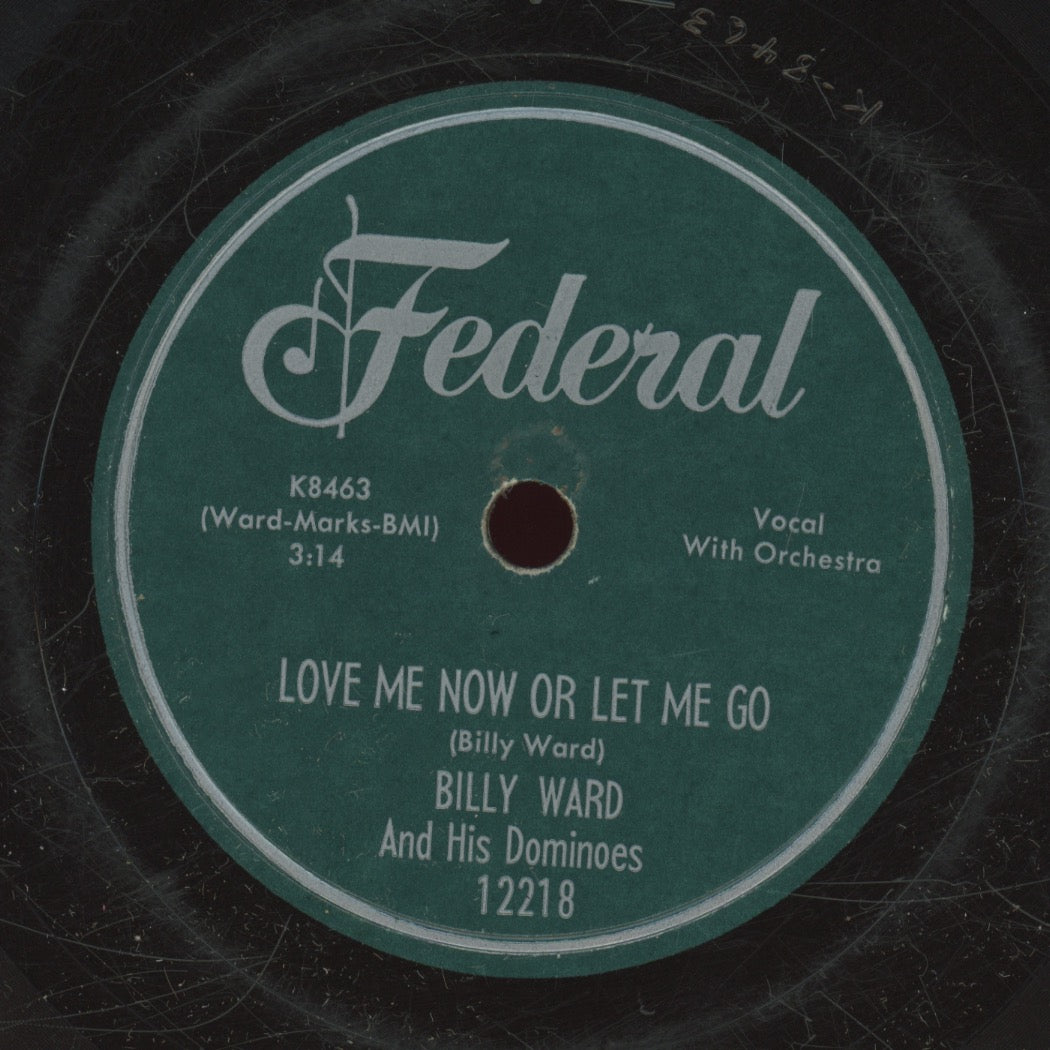 K-8463
Federal
K8463
(Ward-Marks-BMI)
3:14
Vocal
With Orchestra
LOVE ME NOW OR LET ME GO
(Billy Ward)
BILLY WARD
And His Dominoes
12218